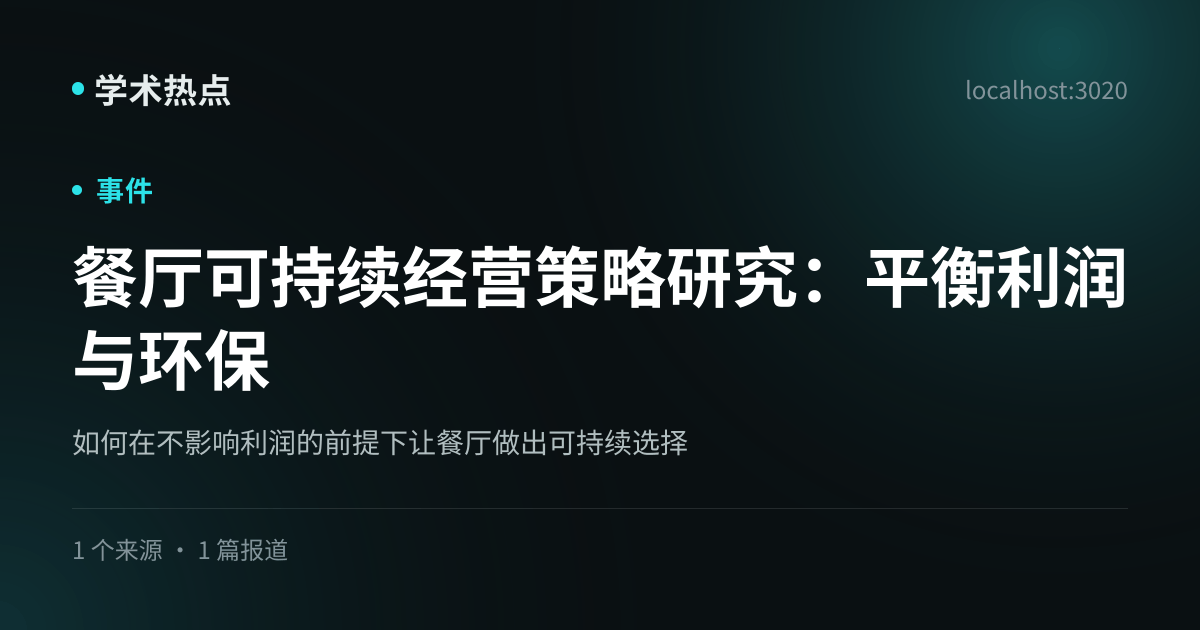 学术热点
localhost:3020
事件
餐厅可持续经营策略研究：平衡利润
与环保
如何在不影响利润的前提下让餐厅做出可持续选择
1 个来源 · 1 篇报道